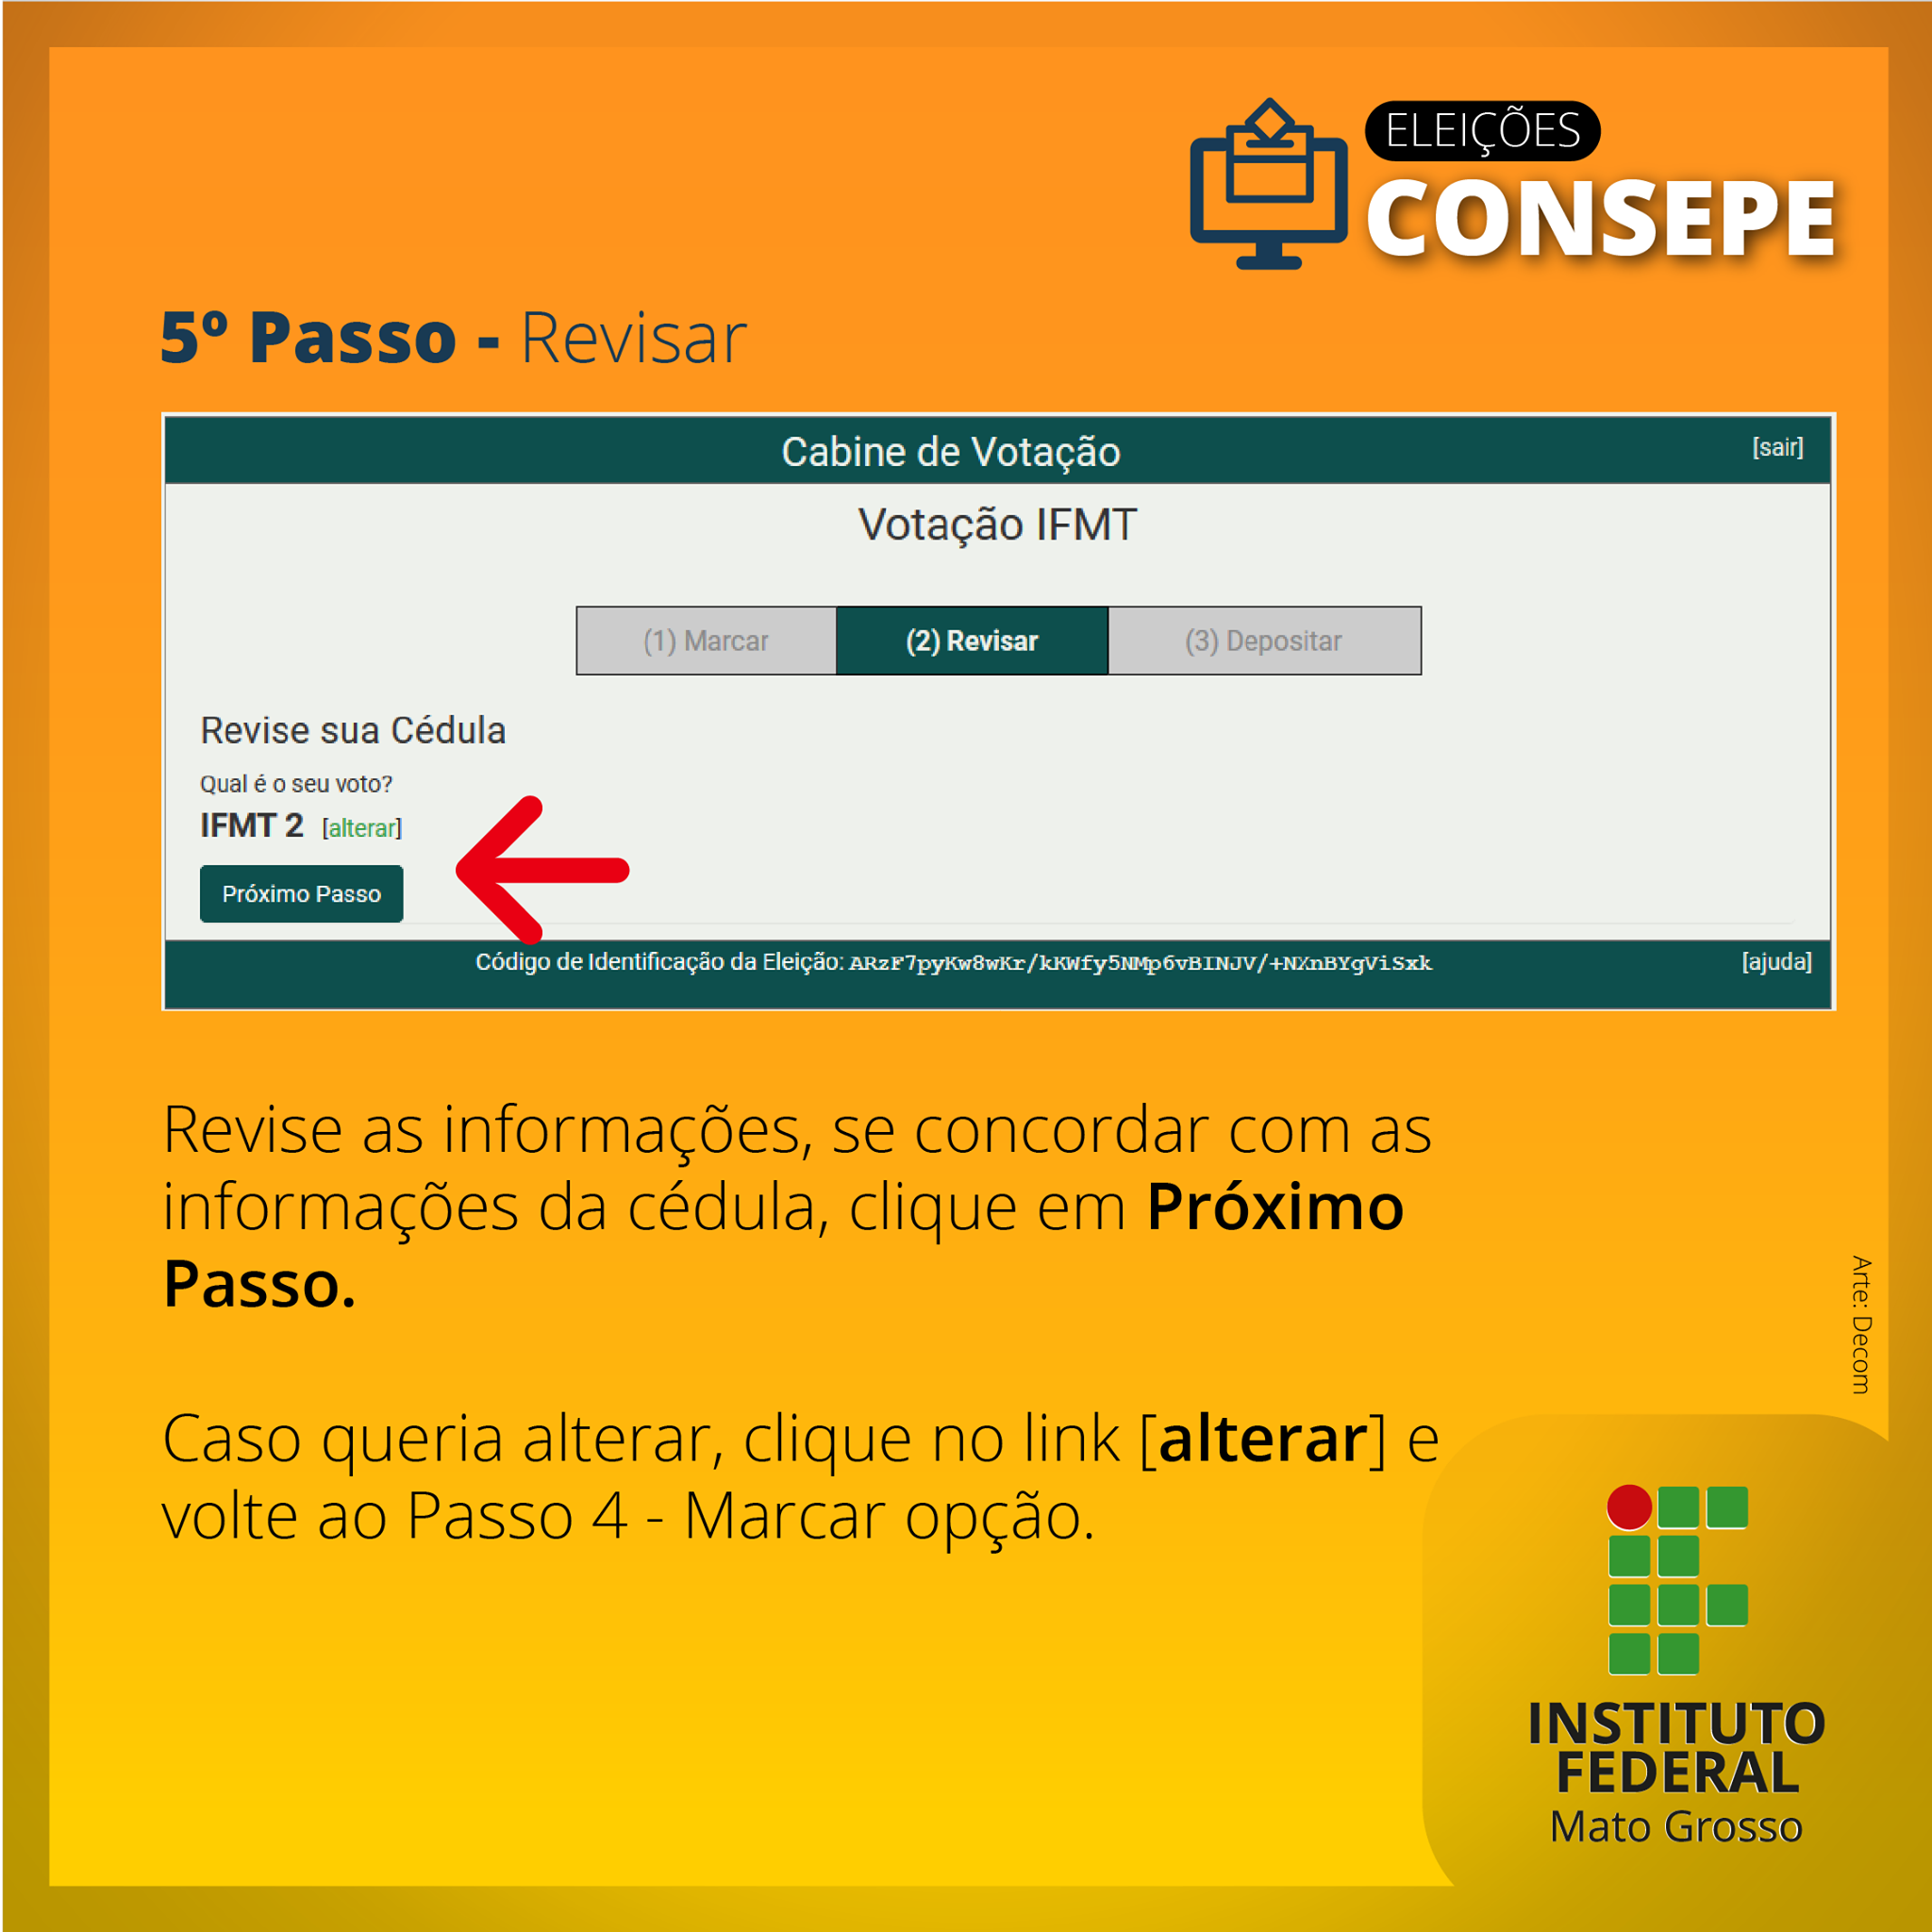 ELEIÇÕES
CONSEPE
5º Passo - Revisar
Cabine de Votação
[sair]
Votação IFMT
(1) Marcar
(2) Revisar
(3) Depositar
Revise sua Cédula
Qual é o seu voto?
IFMT 2 [alterar]
Próximo Passo
Código de Identificação da Eleição: ARzF7pyKw8wKr/kKWfy5NMp6vBINJV/+NXnBYgViSxk
[ajuda]
Revise as informações, se concordar com as
informações da cédula, clique em Próximo
Passo.
Caso queria alterar, clique no link [alterar] e
volte ao Passo 4 - Marcar opção.
Arte: Decom
INSTITUTO
FEDERAL
Mato Grosso